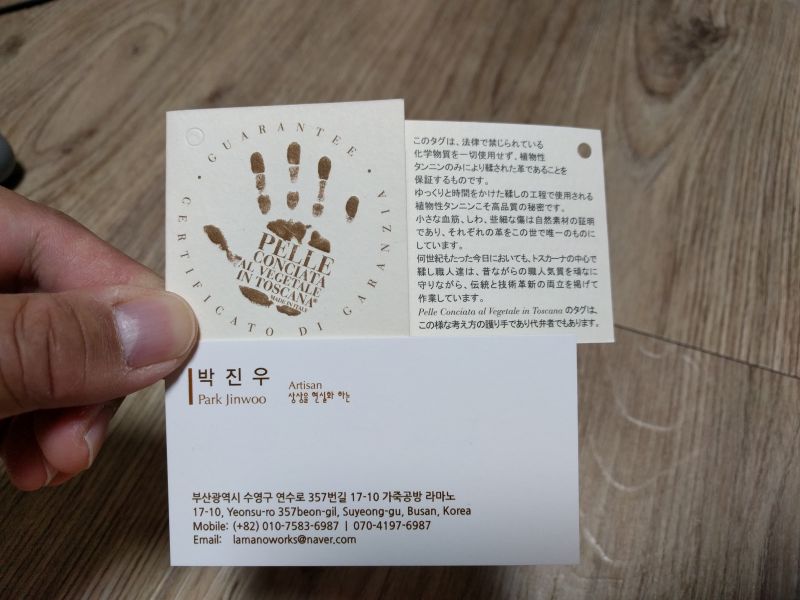 GUARANTEE
CERTIFICATO DI GARANZIA
PELLE
CONCIATA
AL VEGETALE
IN TOSCANA®
MADE IN ITALY
このタグは、法律で禁じられている
化学物質を一切使用せず、植物性
タンニンのみにより鞣された革であることを
保証するものです。
ゆっくりと時間をかけた鞣しの工程で使用される
植物性タンニンこそ高品質の秘密です。
小さな血筋、しわ、些細な傷は自然素材の証明
であり、それぞれの革をこの世で唯一のものに
しています。
何世紀もたった今日においても、トスカーナの中心で
鞣し職人達は、昔ながらの職人気質を頑なに
守りながら、伝統と技術革新の両立を掲げて
作業しています。
Pelle Conciata al Vegetale in Toscana のタグは、
この様な考え方の護り手であり代弁者でもあります。
박진우
Park Jinwoo
Artisan
상상을 현실화 하는
부산광역시 수영구 연수로 357번길 17-10 가죽공방 라마노
17-10, Yeonsu-ro 357beon-gil, Suyeong-gu, Busan, Korea
Mobile: (+82) 010-7583-6987 | 070-4197-6987
Email: lamanoworks@naver.com